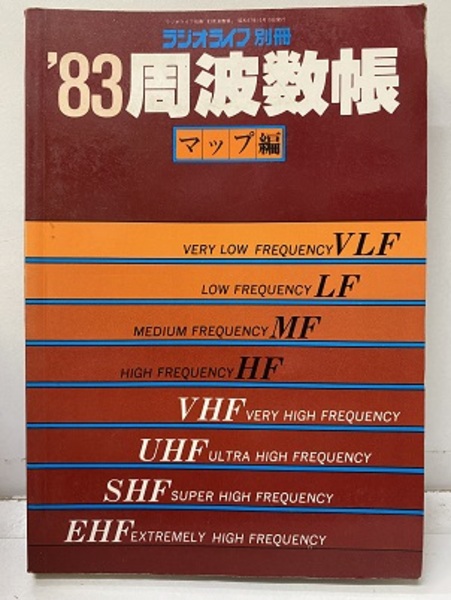 ラジオライフ別冊
'83周波数帳
マップ編
VERY LOW FREQUENCY VLF
LOW FREQUENCY LF
MEDIUM FREQUENCY MF
HIGH FREQUENCY HF
VHF VERY HIGH FREQUENCY
UHF ULTRA HIGH FREQUENCY
SHF SUPER HIGH FREQUENCY
EHF EXTREMELY HIGH FREQUENCY